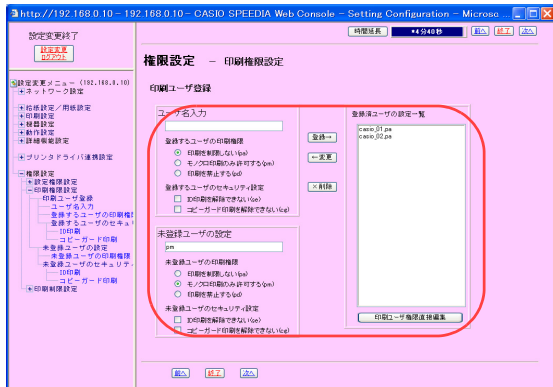 http://192.168.0.10 - 192.168.0.10 - CASIO SPEEDIA Web Console - Setting Configuration - Microsoft ...
設定変更終了
設定変更
ログアウト
時間延長
*4分40秒
前へ 終了 次へ
権限設定 － 印刷権限設定
印刷ユーザ登録
設定変更メニュー (192.168.0.10)
ネットワーク設定
給紙設定／用紙設定
印刷設定
機器設定
動作設定
詳細機能設定
プリンタドライバ連携設定
権限設定
設定権限設定
印刷権限設定
印刷ユーザ登録
ユーザ名入力
登録するユーザの印刷権限
登録するユーザのセキュリ
ID印刷
コピーガード印刷
未登録ユーザの設定
未登録ユーザの印刷権限
未登録ユーザのセキュリティ
ID印刷
コピーガード印刷
印刷制限設定
ユーザ名入力
登録するユーザの印刷権限
印刷を制限しない(pa)
モノクロ印刷のみ許可する(pm)
印刷を禁止する(pd)
登録するユーザのセキュリティ設定
ID印刷を解除できない(se)
コピーガード印刷を解除できない(cg)
登録→
←変更
×削除
登録済ユーザの設定一覧
casio_01,pa
casio_02,pa
印刷ユーザ権限直接編集
未登録ユーザの設定
pm
未登録ユーザの印刷権限
印刷を制限しない(pa)
モノクロ印刷のみ許可する(pm)
印刷を禁止する(pd)
未登録ユーザのセキュリティ設定
ID印刷を解除できない(se)
コピーガード印刷を解除できない(cg)
前へ 終了 次へ